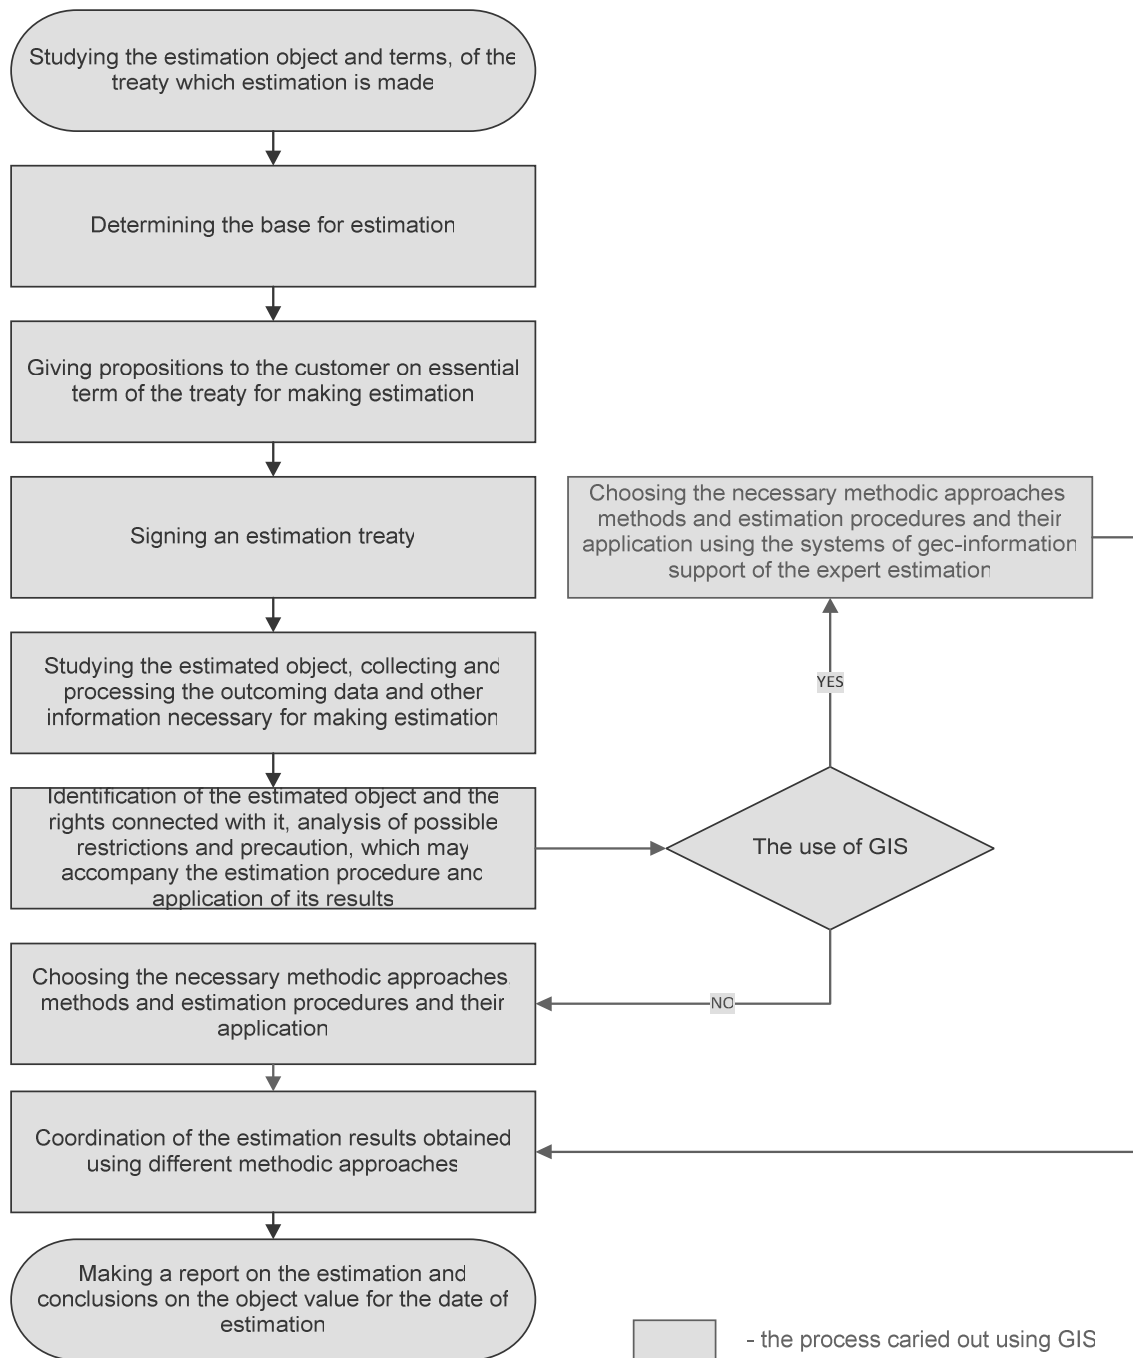 Studying the estimation object and terms, of the
treaty which estimation is made
Determining the base for estimation
Giving propositions to the customer on essential
term of the treaty for making estimation
Signing an estimation treaty
Choosing the necessary methodic approaches
methods and estimation procedures and their
application using the systems of geo-information
support of the expert estimation
Studying the estimated object, collecting and
processing the outcoming data and other
information necessary for making estimation
YES
Identification of the estimated object and the
rights connected with it, analysis of possible
restrictions and precaution, which may
accompany the estimation procedure and
application of its results
The use of GIS
Choosing the necessary methodic approaches,
methods and estimation procedures and their
application
NO
Coordination of the estimation results obtained
using different methodic approaches
Making a report on the estimation and
conclusions on the object value for the date of
estimation
- the process caried out using GIS